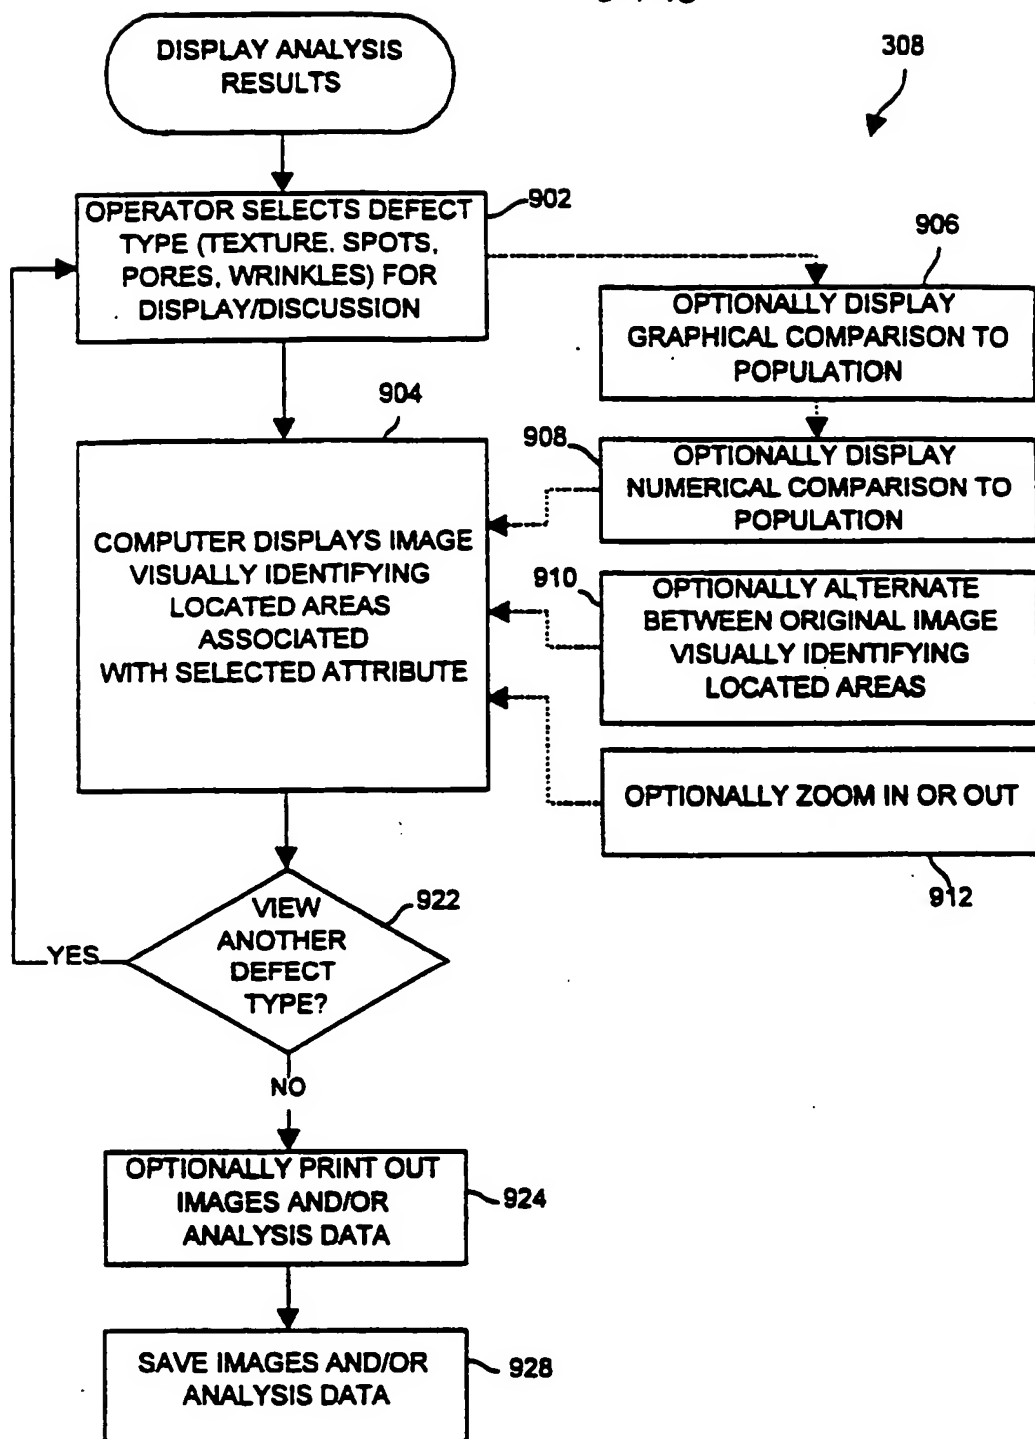 DISPLAY ANALYSIS
RESULTS
308
902
OPERATOR SELECTS DEFECT
TYPE (TEXTURE. SPOTS,
PORES, WRINKLES) FOR
DISPLAY/DISCUSSION
906
OPTIONALLY DISPLAY
GRAPHICAL COMPARISON TO
POPULATION
904
COMPUTER DISPLAYS IMAGE
VISUALLY IDENTIFYING
LOCATED AREAS
ASSOCIATED
WITH SELECTED ATTRIBUTE
908
OPTIONALLY DISPLAY
NUMERICAL COMPARISON TO
POPULATION
910
OPTIONALLY ALTERNATE
BETWEEN ORIGINAL IMAGE
VISUALLY IDENTIFYING
LOCATED AREAS
OPTIONALLY ZOOM IN OR OUT
912
VIEW
ANOTHER
DEFECT
TYPE?
922
YES
NO
OPTIONALLY PRINT OUT
IMAGES AND/OR
ANALYSIS DATA
924
SAVE IMAGES AND/OR
ANALYSIS DATA
928